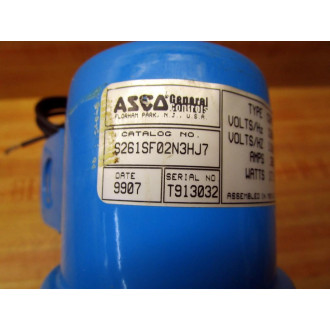 ASCO General Controls
FLORHAM PARK, N.J., U.S.A.
CATALOG NO.
S261SF02N3HJ7
DATE SERIAL NO
9907 T913032
TYPE
VOLTS/Hz
VOLTS/HZ
AMPS
WATTS
ASSEMBLED IN